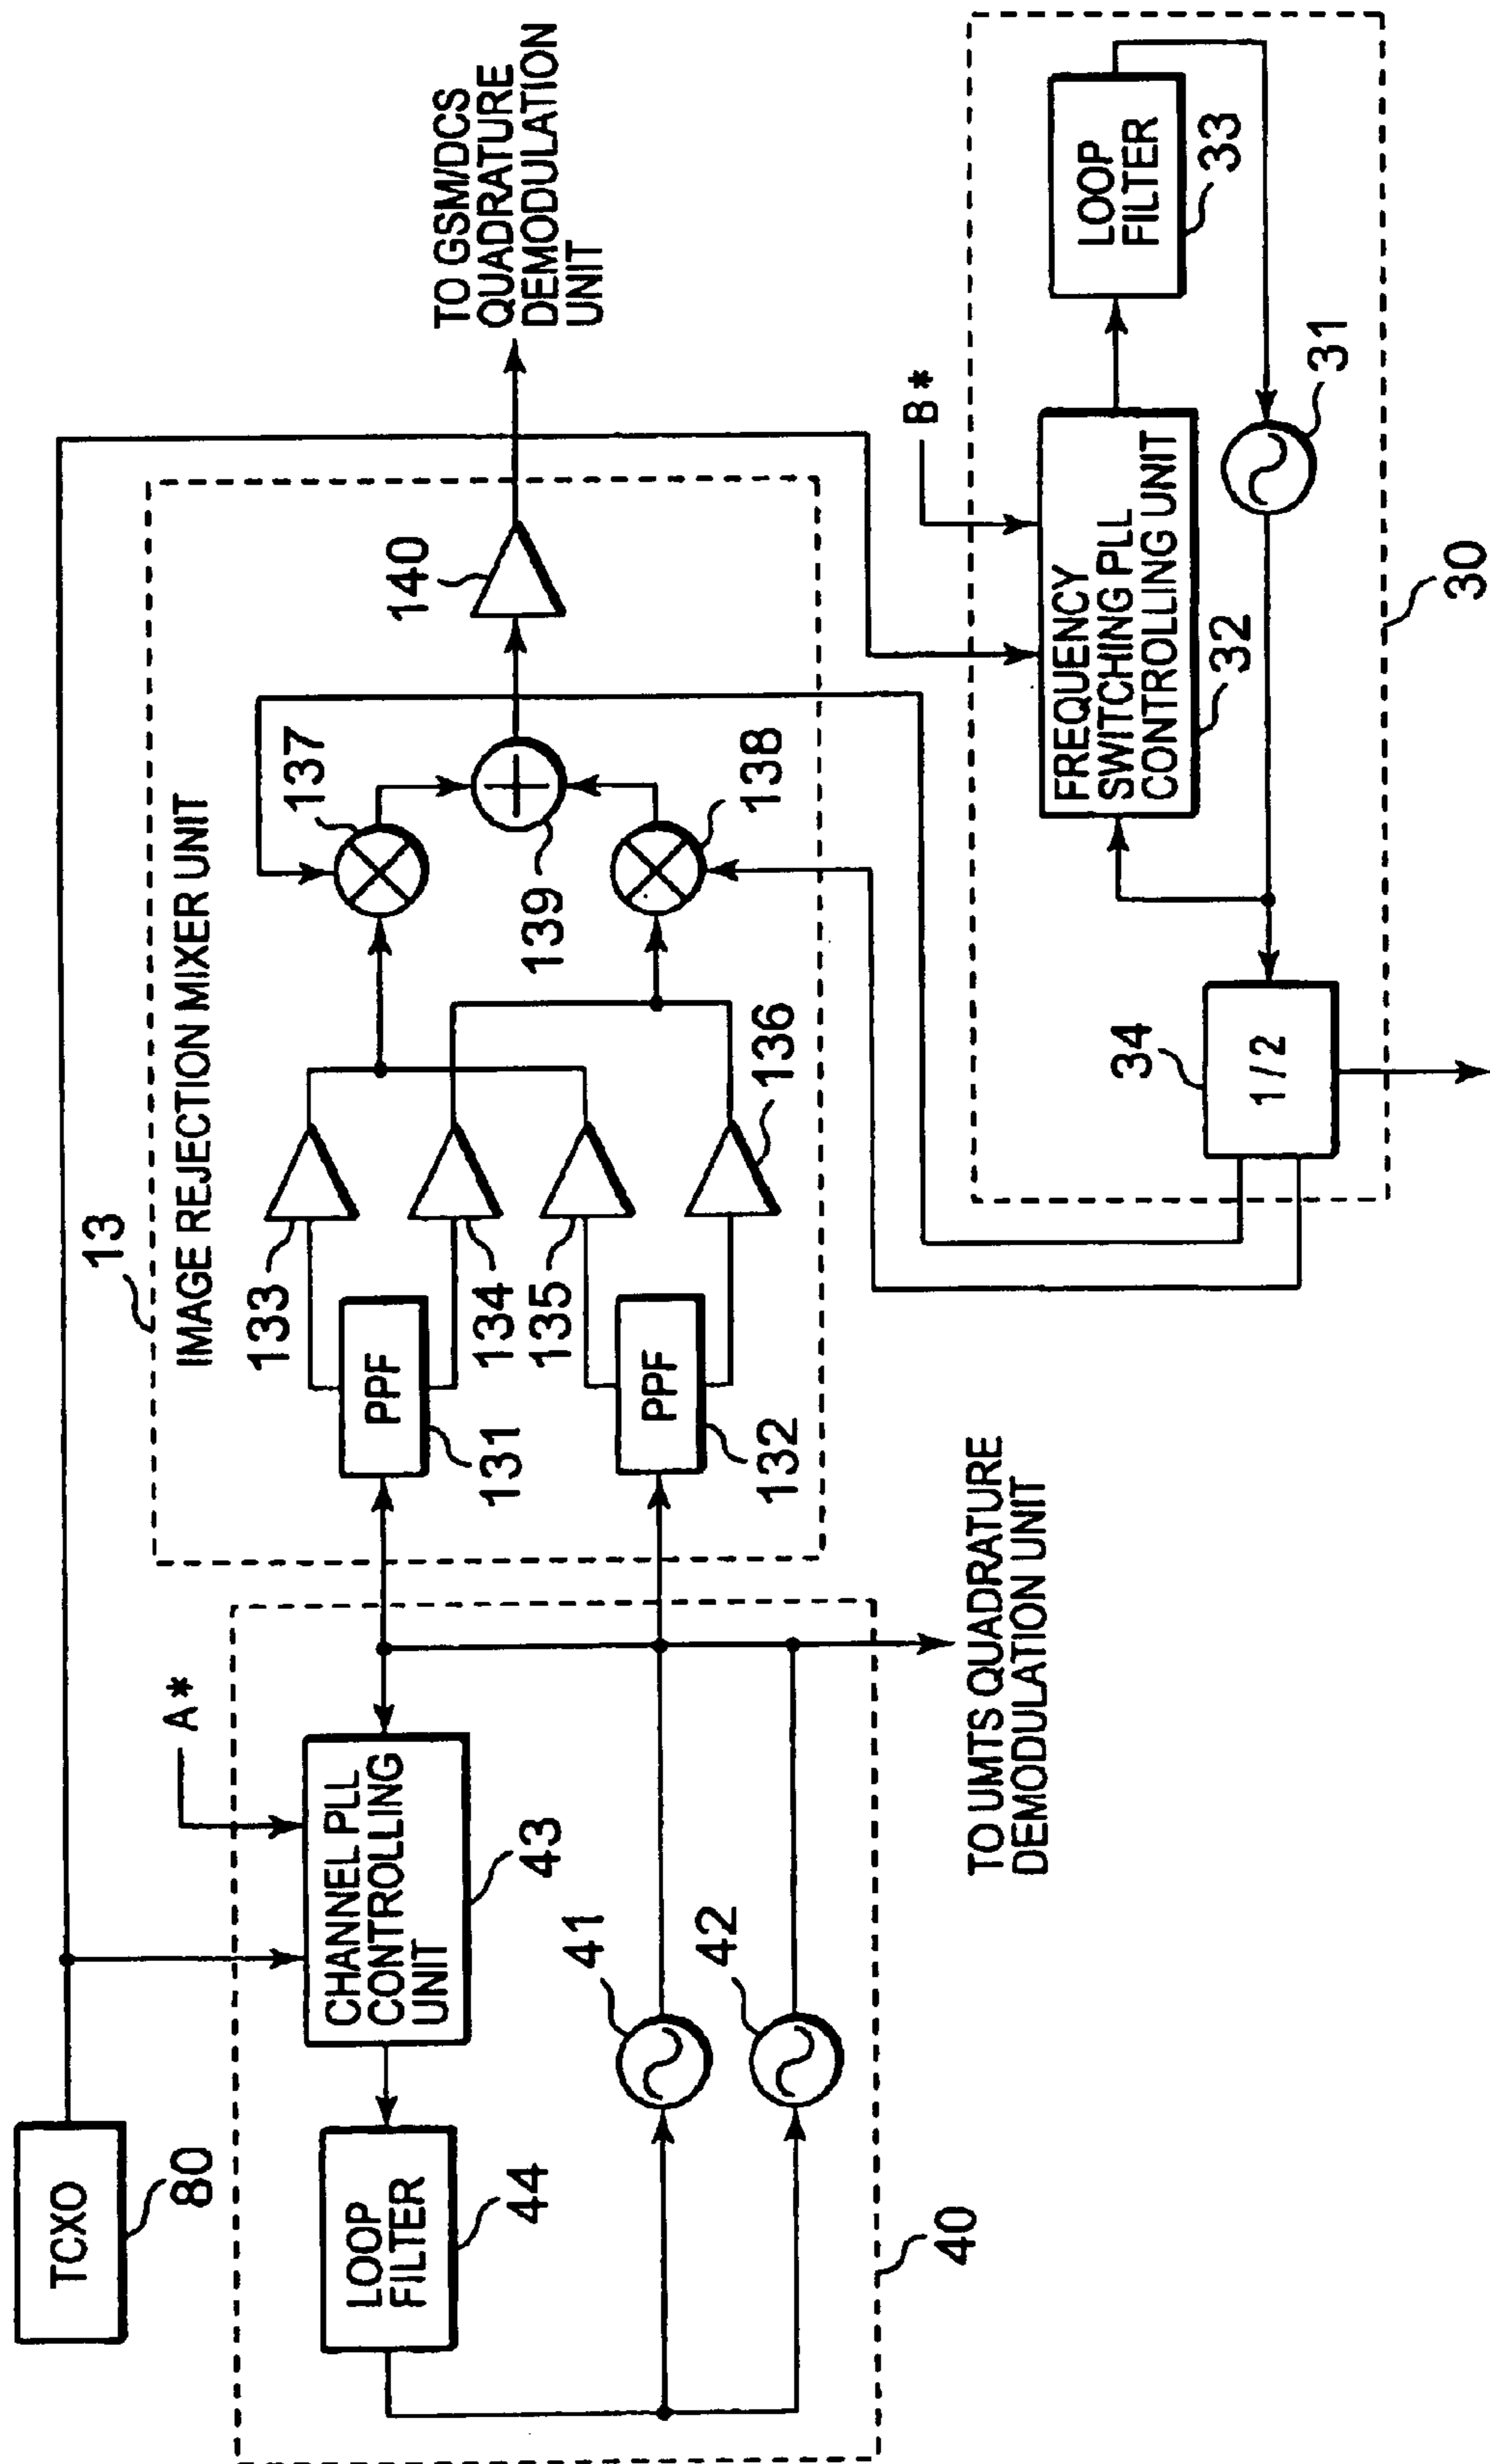 TCXO
80
A*
CHANNEL PLL
CONTROLLING
UNIT
43
LOOP
FILTER
44
41
42
40
TO UMTS QUADRATURE
DEMODULATION UNIT
13
IMAGE REJECTION MIXER UNIT
PPF
131
PPF
132
133
134
135
136
137
138
139
140
TO GSM/DCS
QUADRATURE
DEMODULATION
UNIT
B*
FREQUENCY
SWITCHING PLL
CONTROLLING UNIT
32
LOOP
FILTER
33
31
34
1/2
30